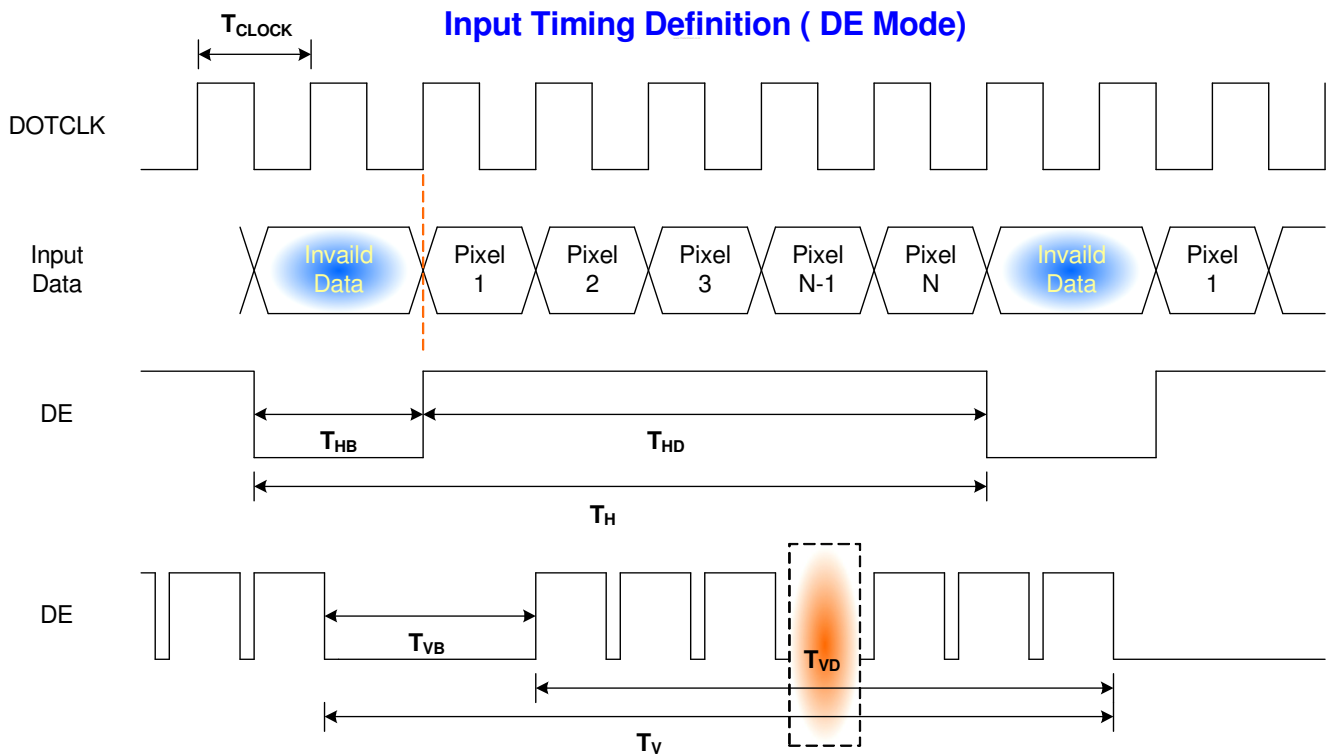 Input Timing Definition ( DE Mode)
TCLOCK
DOTCLK
Input
Data
Invaild
Data
Pixel
1
Pixel
2
Pixel
3
Pixel
N-1
Pixel
N
Invaild
Data
Pixel
1
DE
THB
THD
TH
DE
TVB
TVD
TV